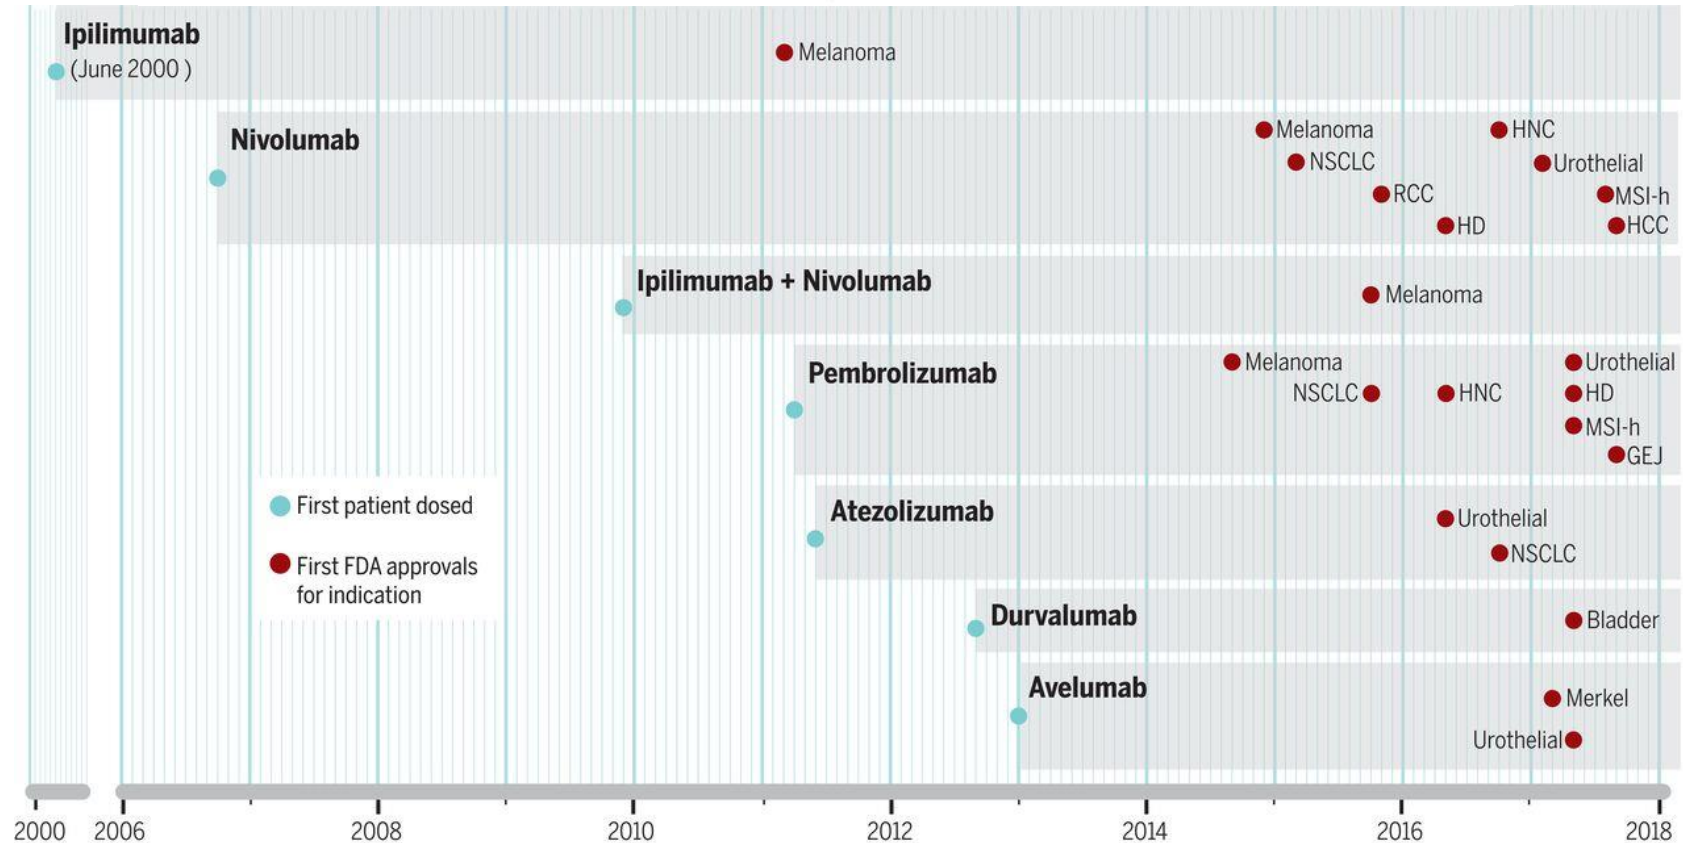 Ipilimumab
(June 2000 )
Melanoma
Nivolumab
Melanoma
HNC
NSCLC
Urothelial
RCC
MSI-h
HD
HCC
Ipilimumab + Nivolumab
Melanoma
Pembrolizumab
Melanoma
Urothelial
NSCLC
HNC
HD
MSI-h
GEJ
First patient dosed
First FDA approvals
for indication
Atezolizumab
Urothelial
NSCLC
Durvalumab
Bladder
Avelumab
Merkel
Urothelial
2000 2006 2008 2010 2012 2014 2016 2018